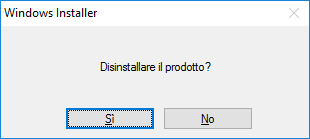 Windows Installer
Disinstallare il prodotto?
Sì
No